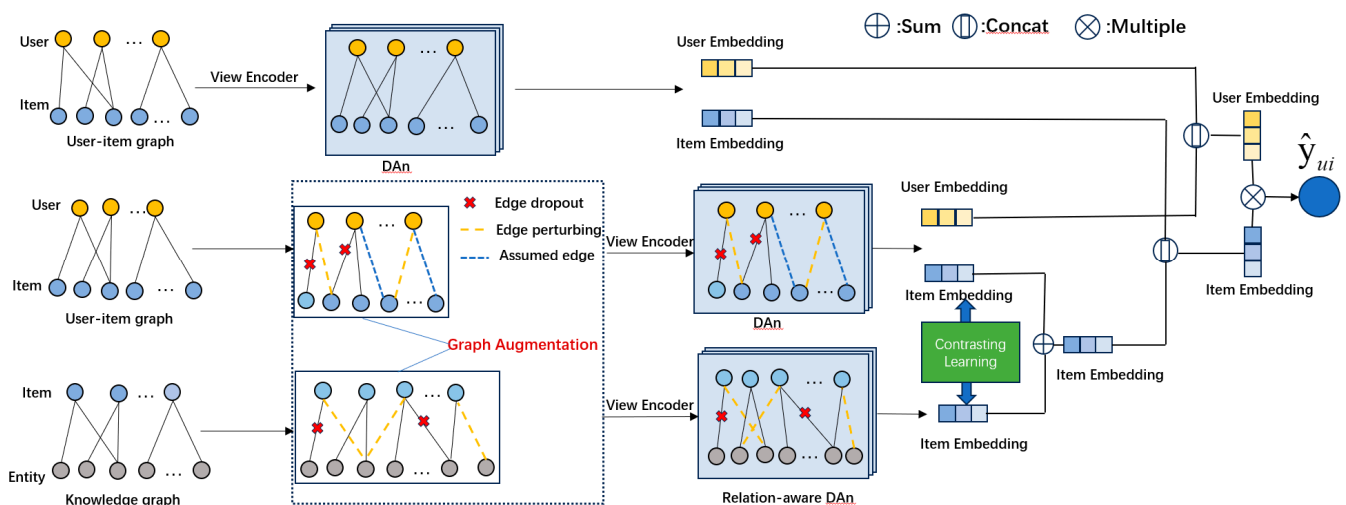 :Sum :Concat :Multiple
User
...
Item
...
User-item graph
View Encoder
...
...
DAn
User Embedding
Item Embedding
User Embedding
ŷui
Item Embedding
User
...
Item
...
User-item graph
...
...
Edge dropout
Edge perturbing
Assumed edge
Graph Augmentation
View Encoder
...
...
DAn
User Embedding
Item Embedding
Contrasting
Learning
Item Embedding
Item Embedding
Item
...
Entity
...
Knowledge graph
...
...
View Encoder
...
...
Relation-aware DAn